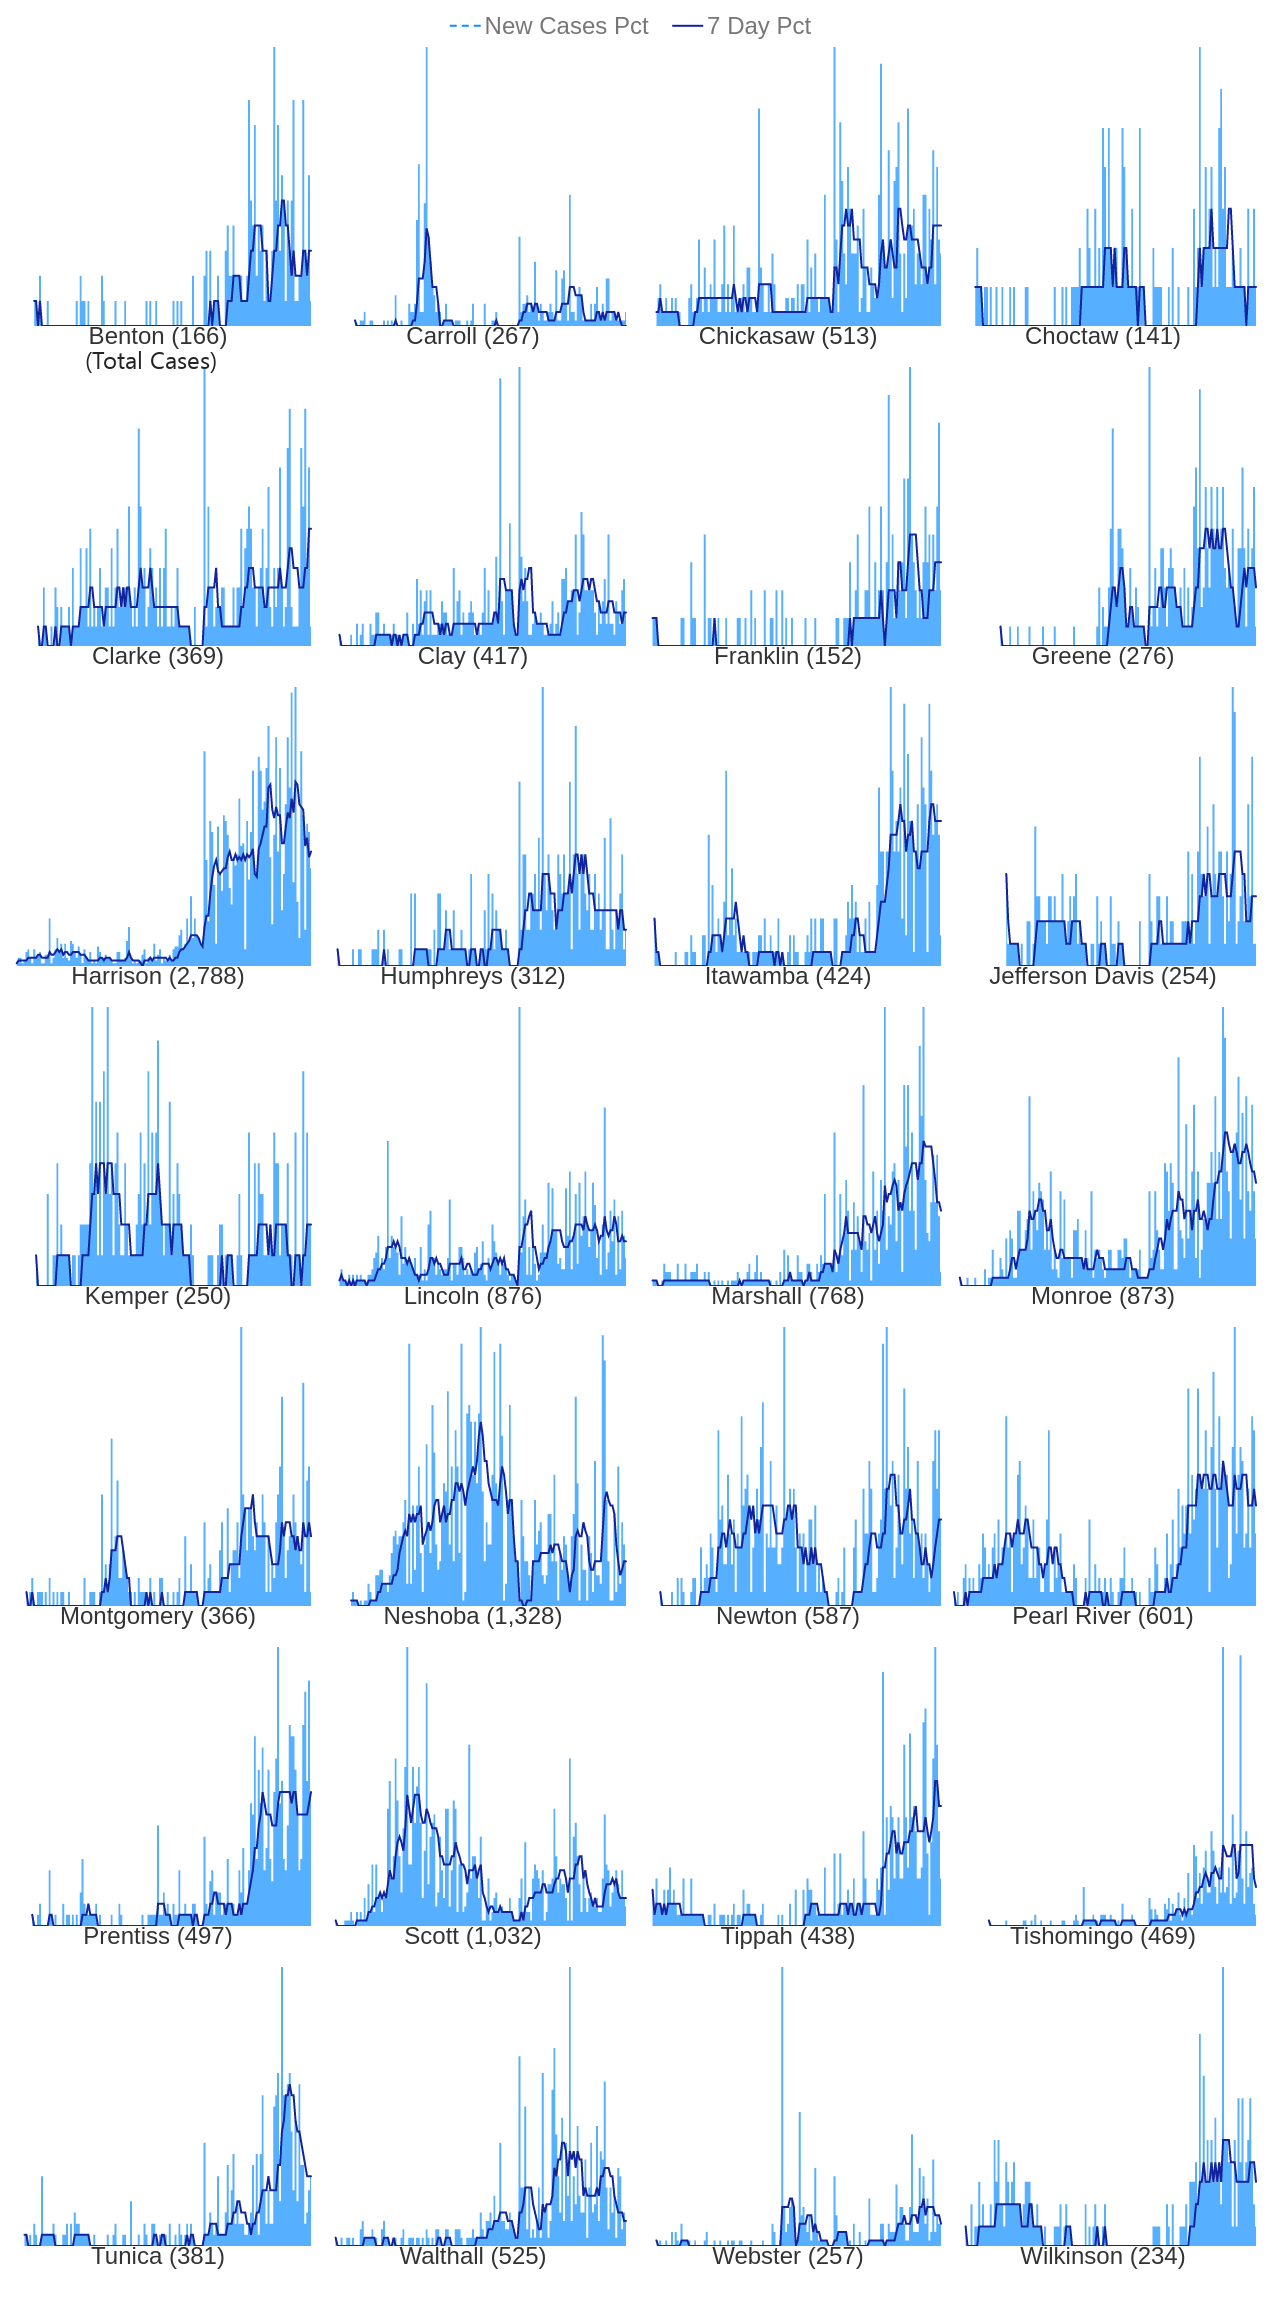 New Cases Pct 7 Day Pct
Benton (166) Carroll (267) Chickasaw (513) Choctaw (141)
(Total Cases)
Clarke (369) Clay (417) Franklin (152) Greene (276)
Harrison (2,788) Humphreys (312) Itawamba (424) Jefferson Davis (254)
Kemper (250) Lincoln (876) Marshall (768) Monroe (873)
Montgomery (366) Neshoba (1,328) Newton (587) Pearl River (601)
Prentiss (497) Scott (1,032) Tippah (438) Tishomingo (469)
Tunica (381) Walthall (525) Webster (257) Wilkinson (234)